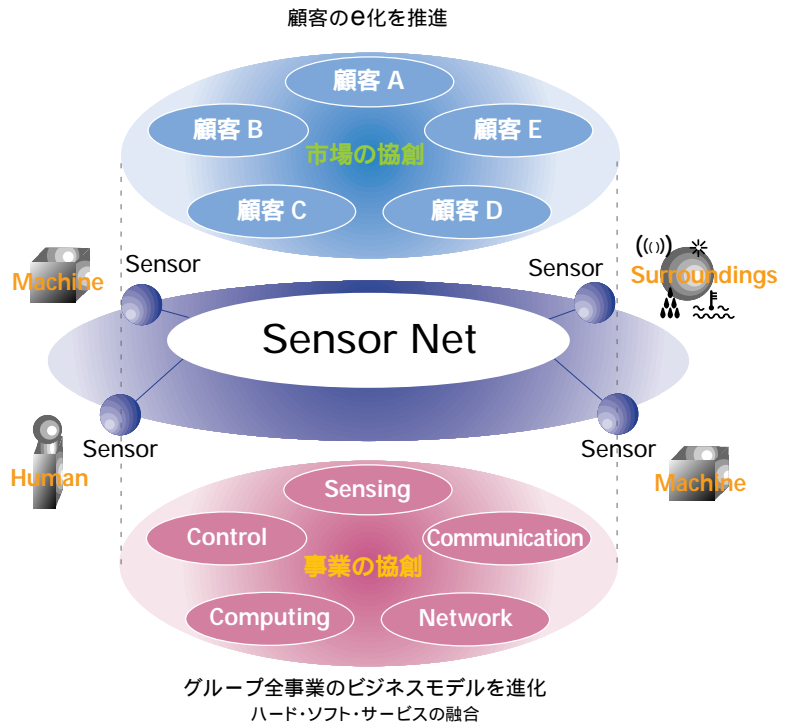 顧客のe化を推進
顧客 A
顧客 B
顧客 E
市場の協創
顧客 C
顧客 D
Machine
Sensor
Sensor
Surroundings
Sensor Net
Sensor
Sensor
Human
Machine
Sensing
Control
Communication
事業の協創
Computing
Network
グループ全事業のビジネスモデルを進化
ハード・ソフト・サービスの融合